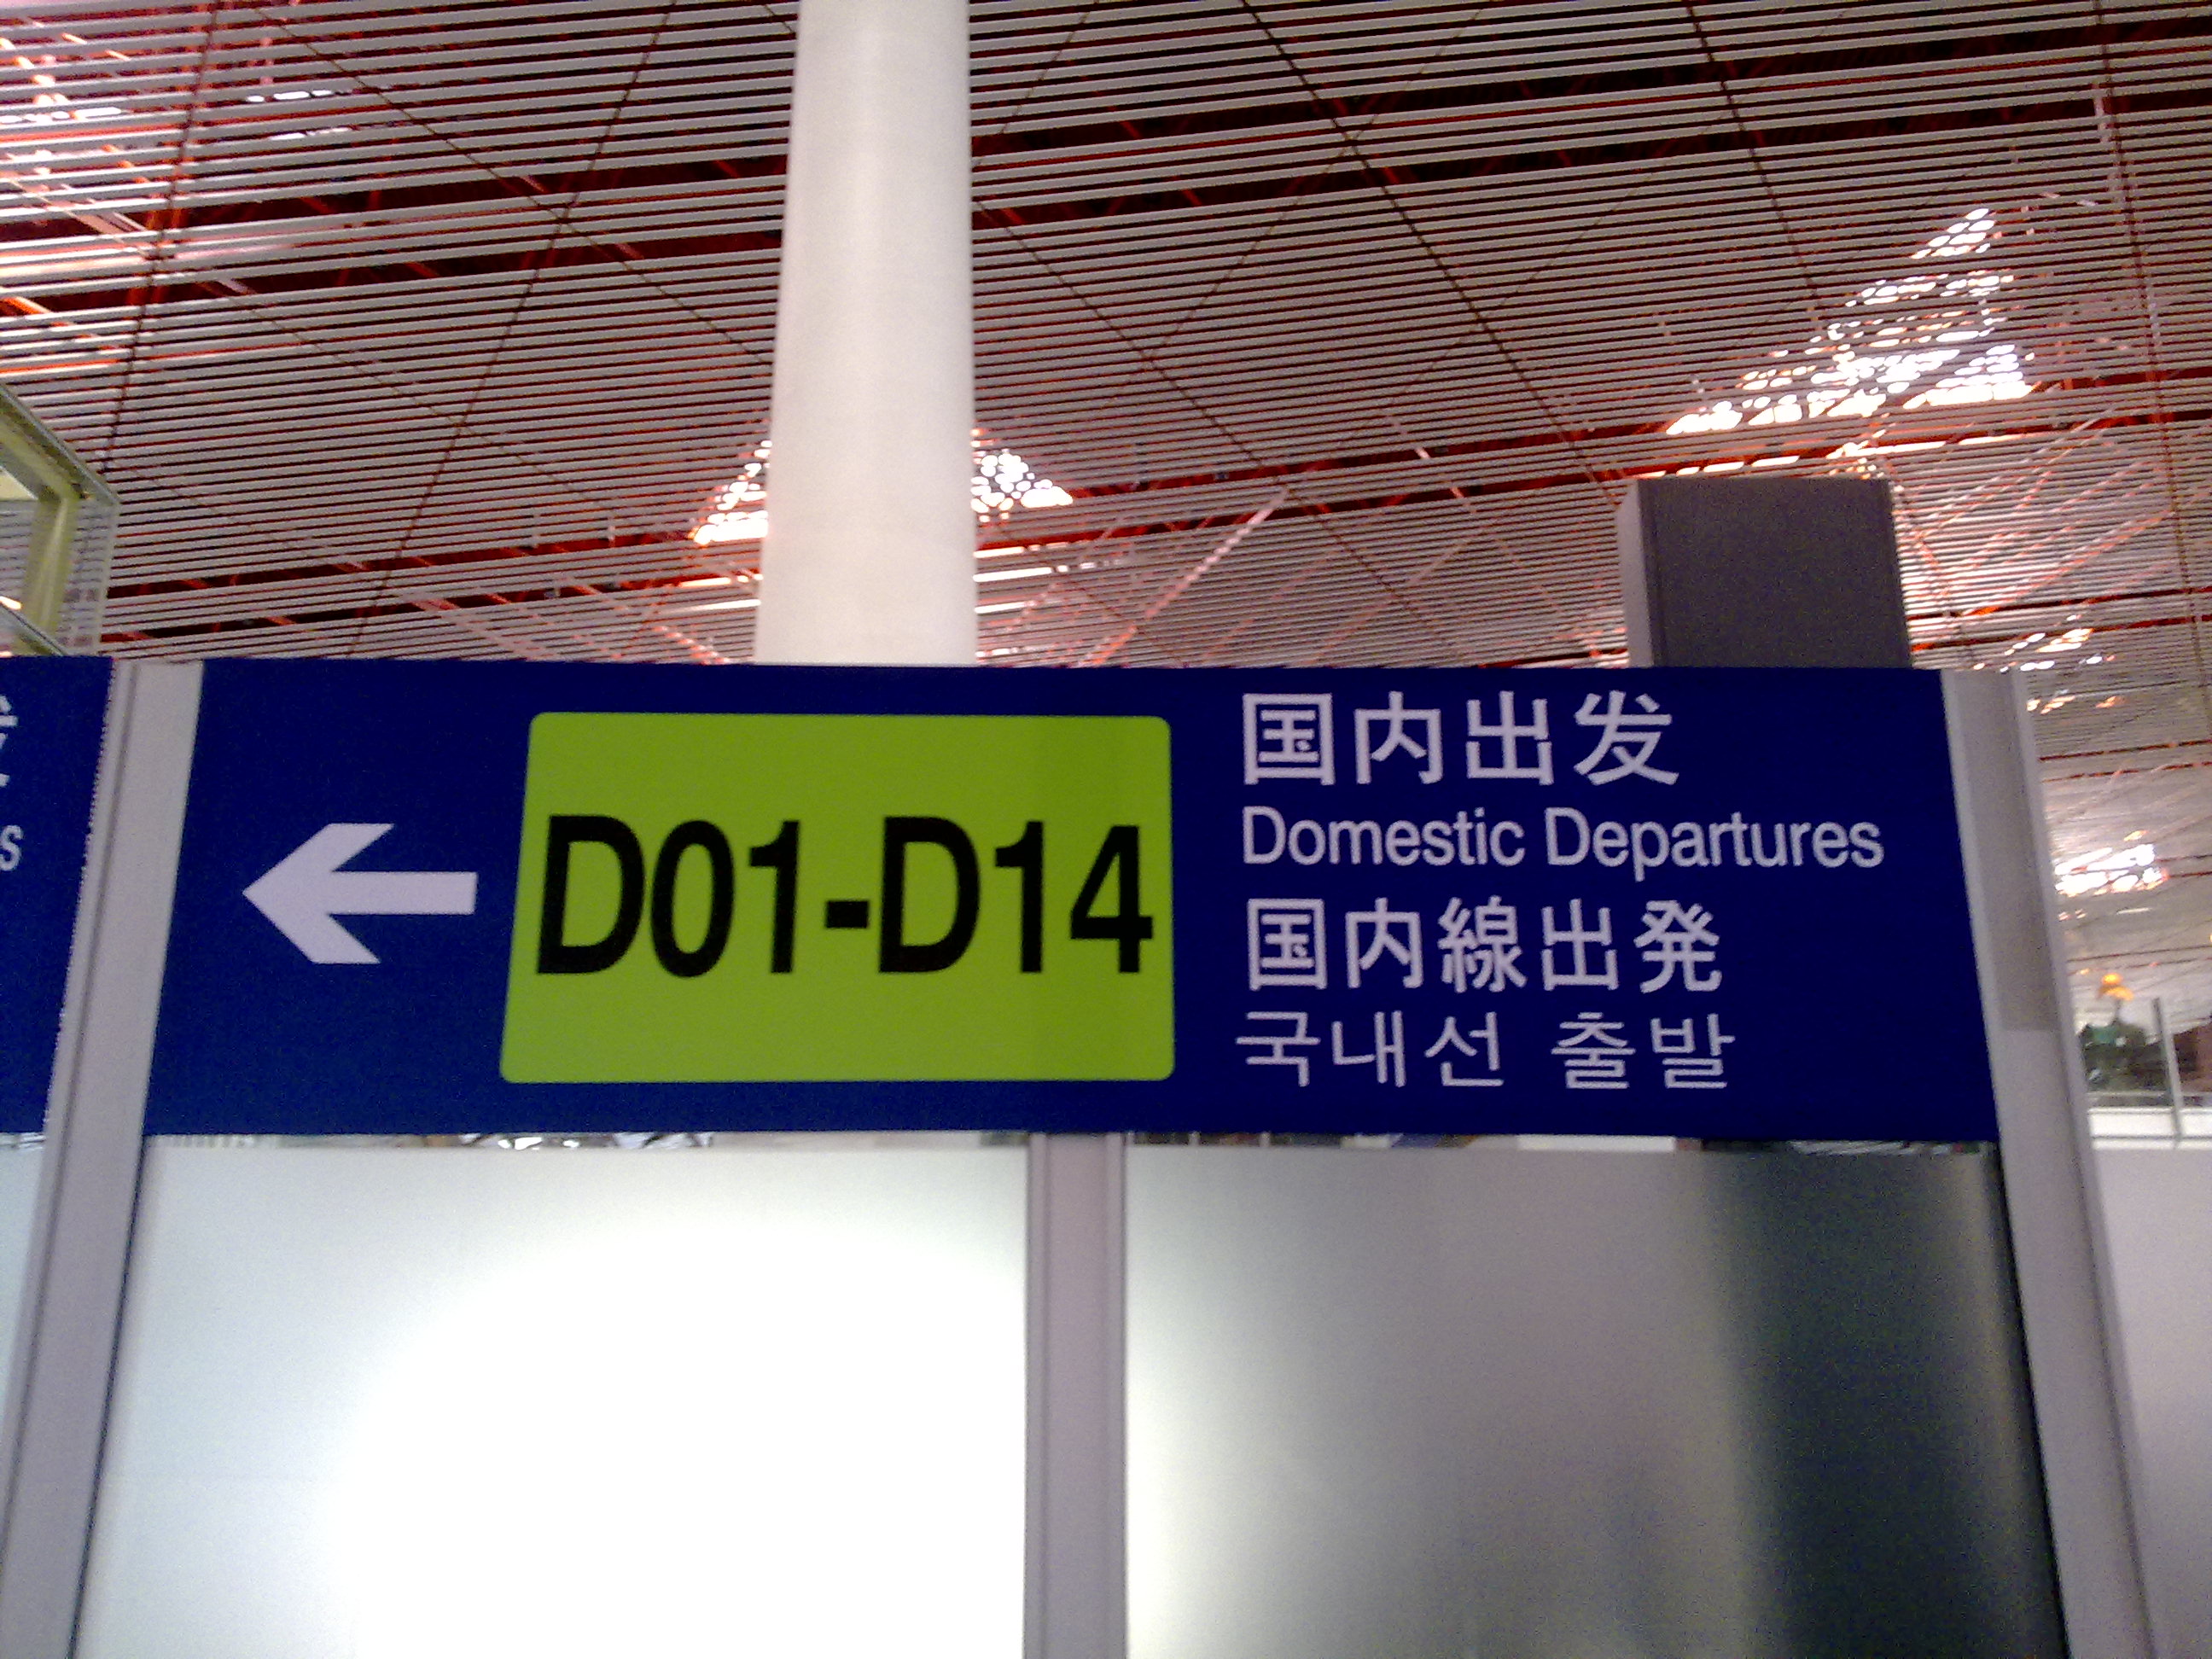 D01-D14
国内出发
Domestic Departures
国内線出発
국내선 출발